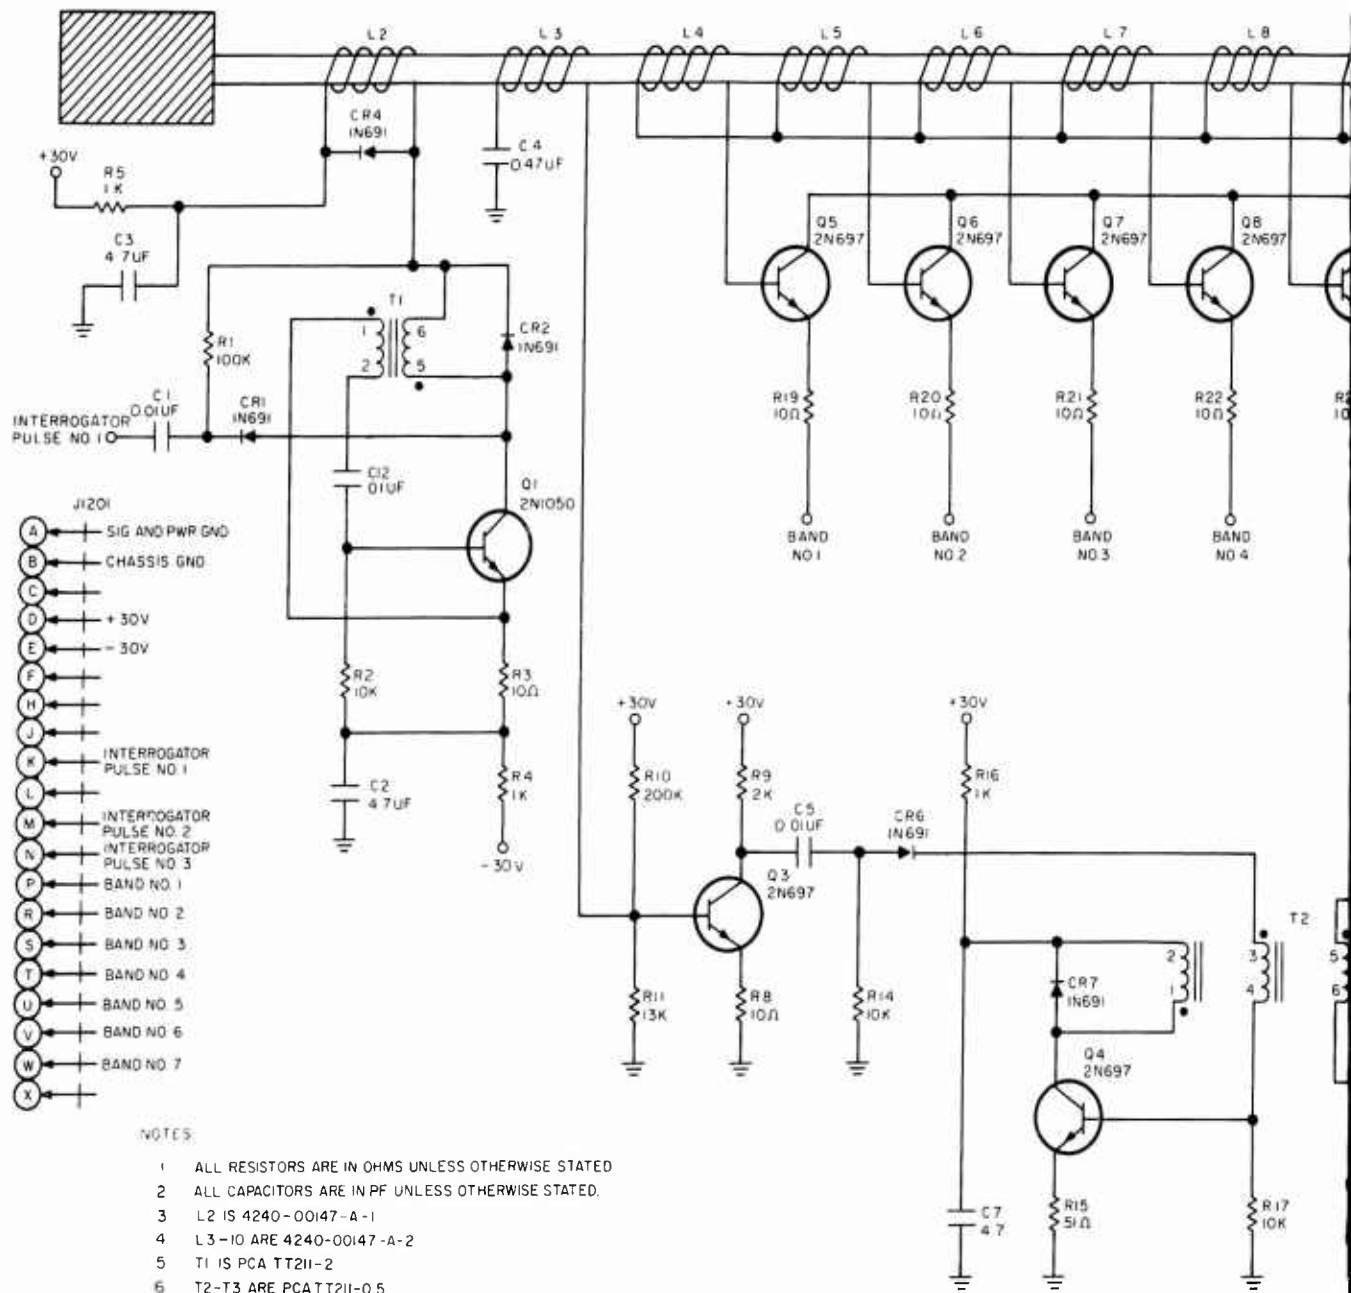 L2 L3 L4 L5 L6 L7 L8
CR4
1N691
C4
0.47UF
+30V
R5
1K
C3
4.7UF
Q5
2N697
Q6
2N697
Q7
2N697
Q8
2N697
T1
1 6
2 5
CR2
1N691
R1
100K
C1
0.01UF
CR1
1N691
INTERROGATOR
PULSE NO. 1
R19
10Ω
R20
10Ω
R21
10Ω
R22
10Ω
C12
.01UF
Q1
2N1050
BAND
NO. 1
BAND
NO. 2
BAND
NO. 3
BAND
NO. 4
J1201
A SIG AND PWR GND
B CHASSIS GND
C
D +30V
E -30V
F
H
J
K INTERROGATOR
PULSE NO. 1
L
M INTERROGATOR
PULSE NO. 2
N INTERROGATOR
PULSE NO. 3
P BAND NO. 1
R BAND NO. 2
S BAND NO. 3
T BAND NO. 4
U BAND NO. 5
V BAND NO. 6
W BAND NO. 7
X
R2
10K
R3
10Ω
C2
4.7UF
R4
1K
-30V
+30V
+30V
+30V
R10
200K
R9
2K
R16
1K
C5
0.01UF
CR6
1N691
Q3
2N697
T2
2
1
3
4
5
6
R11
13K
R8
10Ω
R14
10K
CR7
1N691
Q4
2N697
C7
4.7
R15
51Ω
R17
10K
NOTES
1 ALL RESISTORS ARE IN OHMS UNLESS OTHERWISE STATED
2 ALL CAPACITORS ARE IN PF UNLESS OTHERWISE STATED.
3 L2 IS 4240-00147-A-1
4 L3-10 ARE 4240-00147-A-2
5 T1 IS PCA TT211-2
6 T2-T3 ARE PCA TT211-0.5